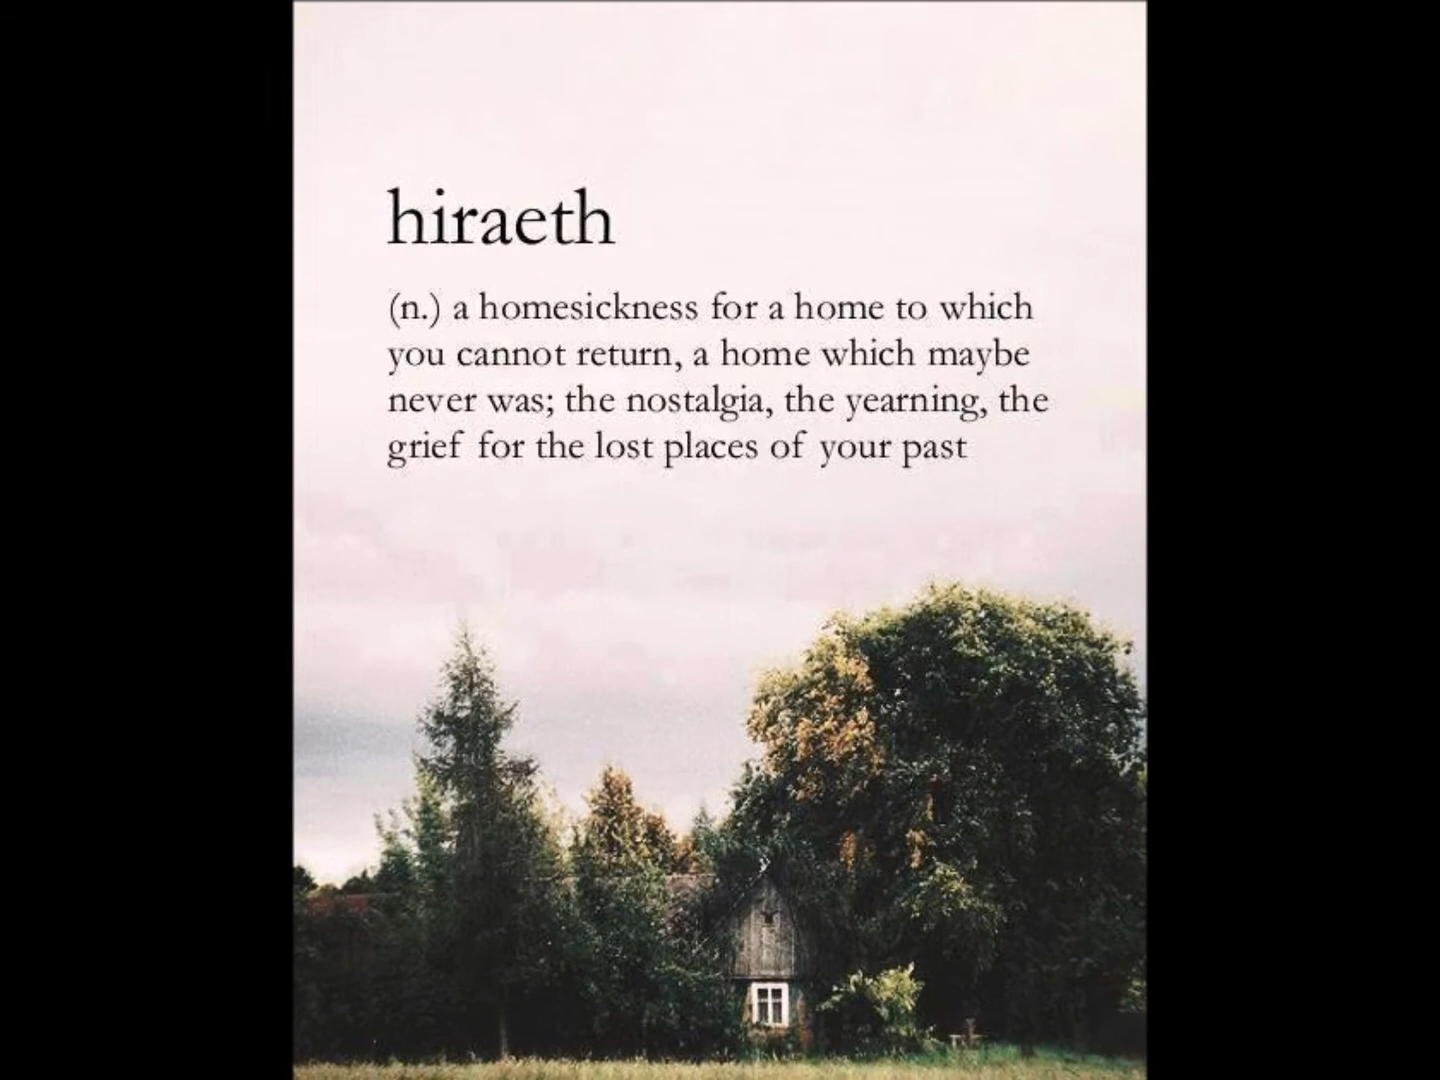 hiraeth
(n.) a homesickness for a home to which
you cannot return, a home which maybe
never was; the nostalgia, the yearning, the
grief for the lost places of your past